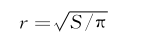 r = √S/π